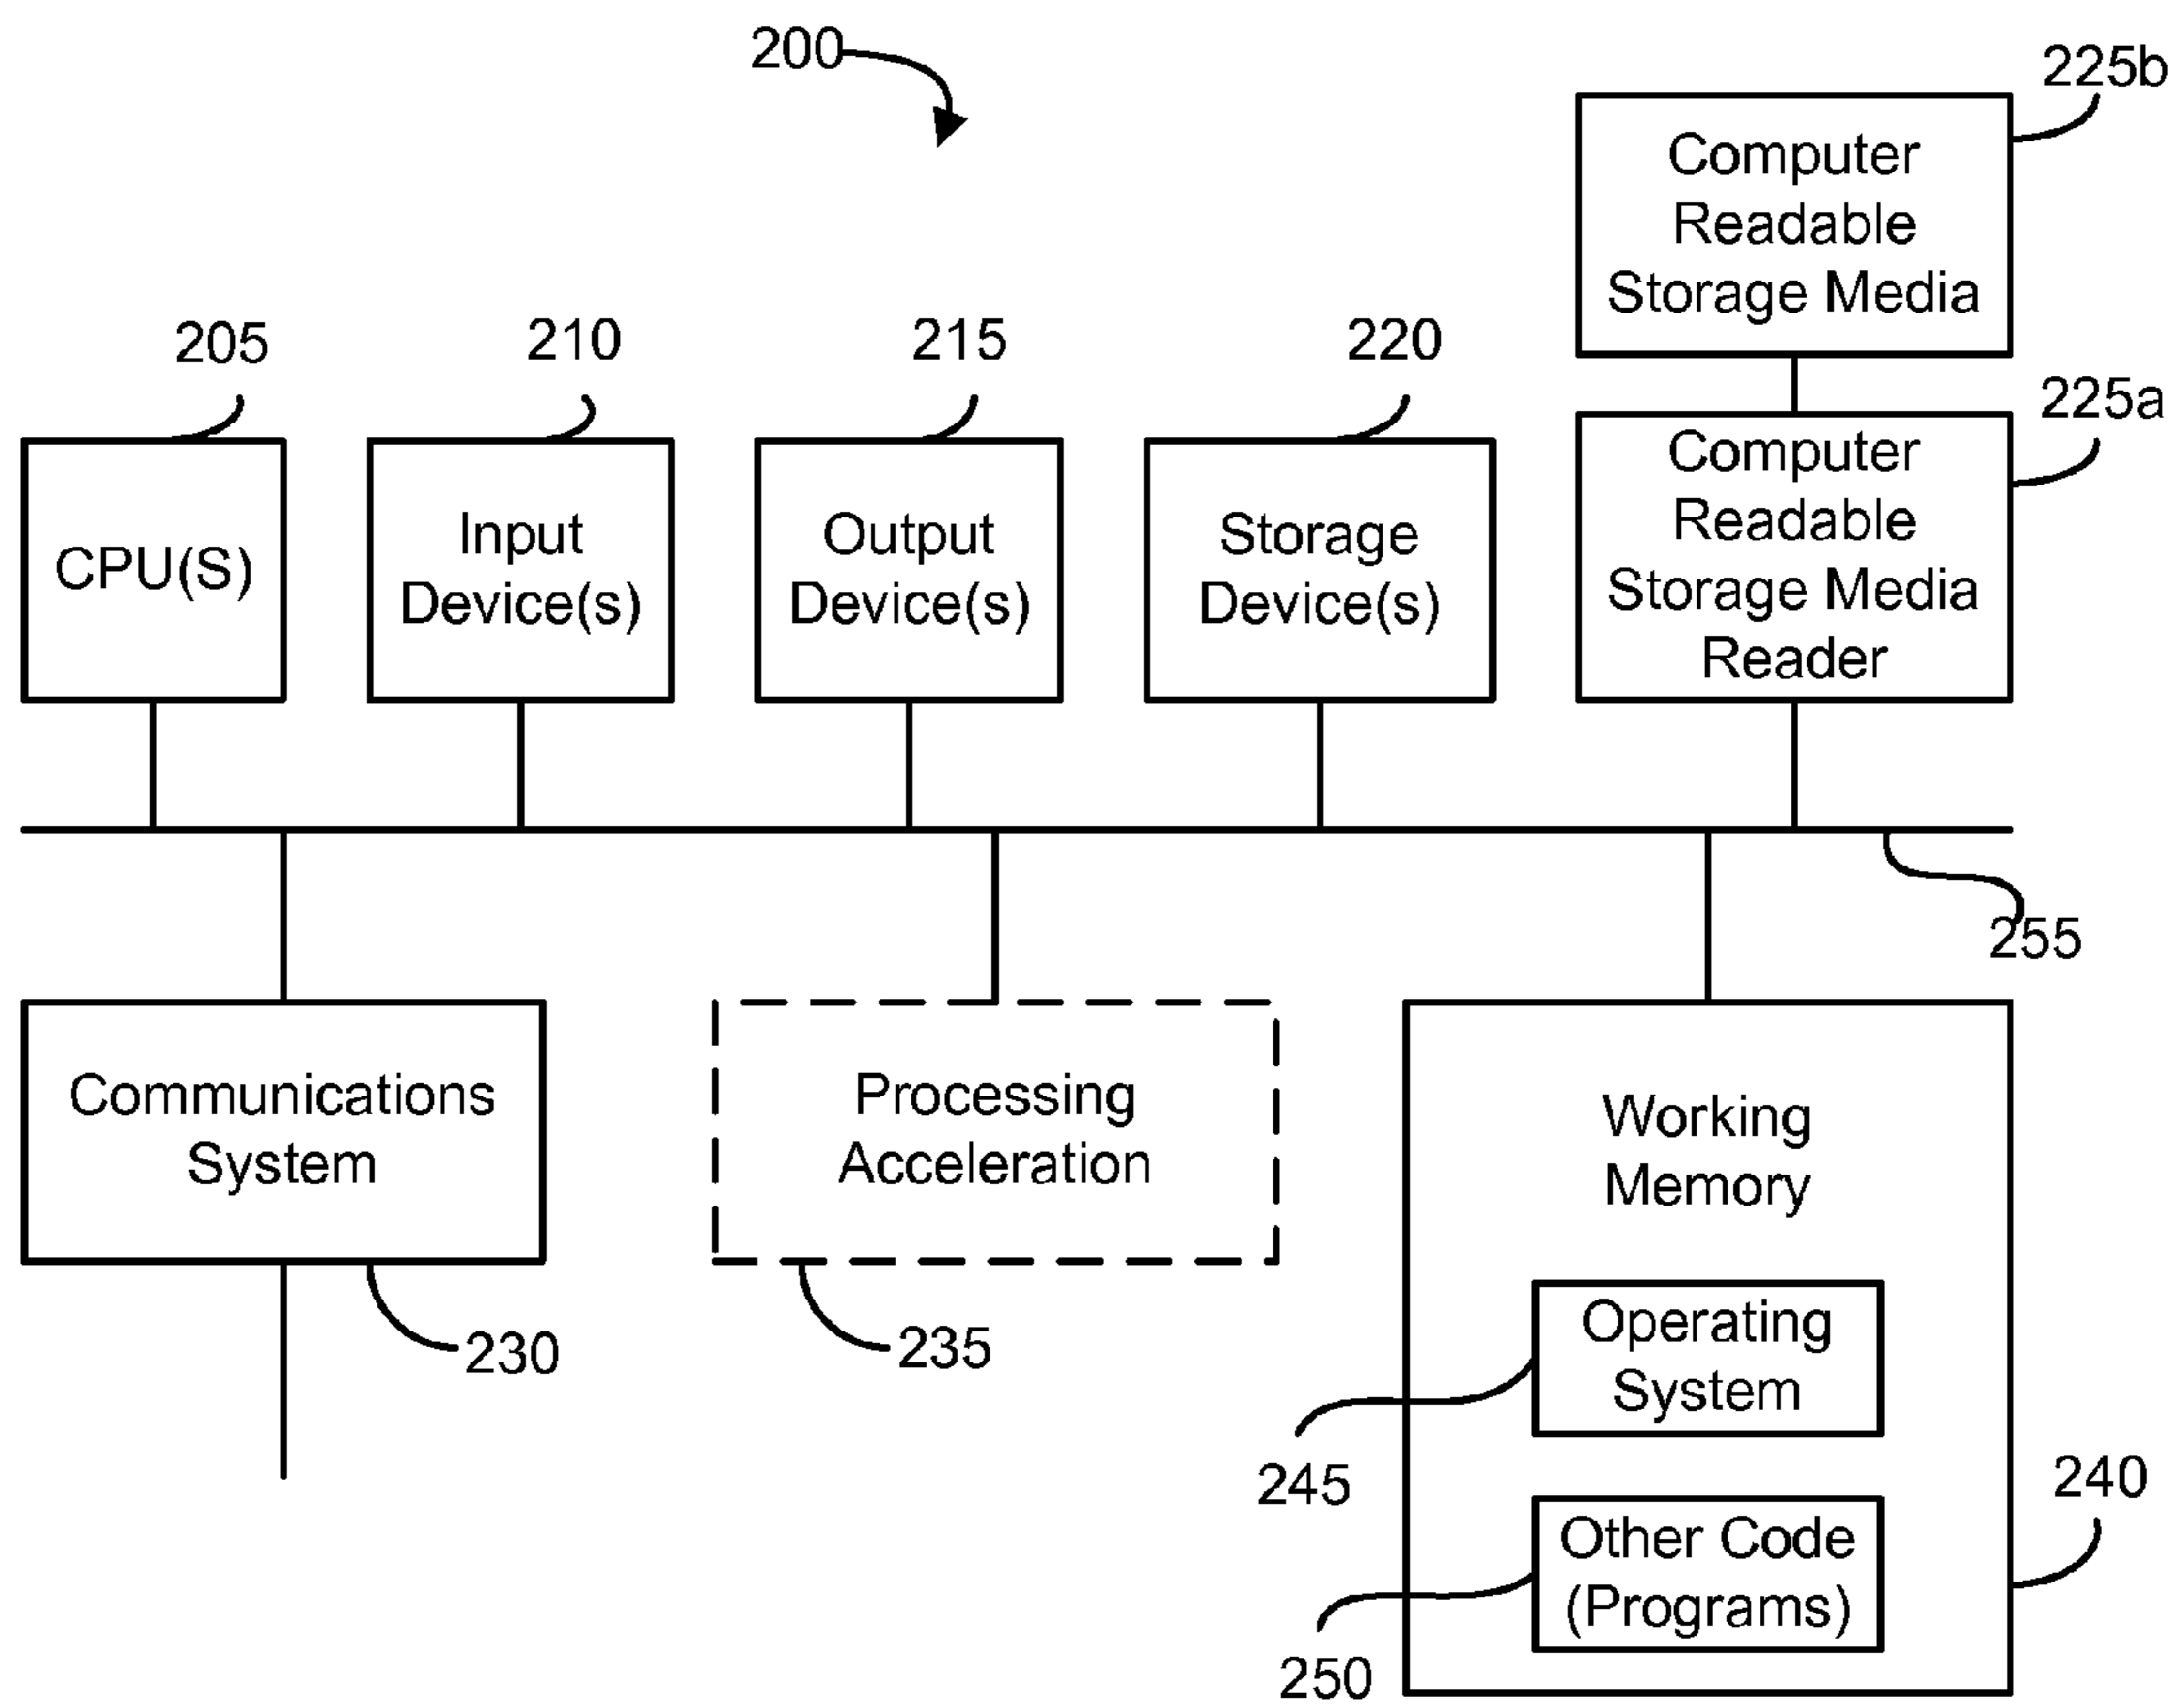 200
225b
Computer
Readable
Storage Media
205
210
215
220
225a
CPU(S)
Input
Device(s)
Output
Device(s)
Storage
Device(s)
Computer
Readable
Storage Media
Reader
255
Communications
System
230
Processing
Acceleration
235
Working
Memory
Operating
System
245
240
Other Code
(Programs)
250